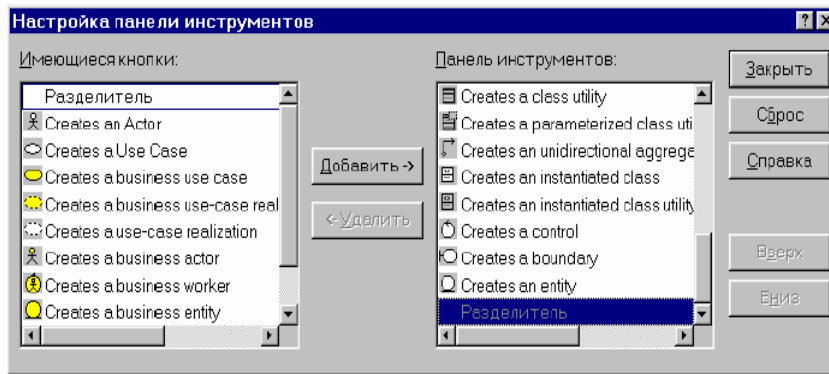 Настройка панели инструментов
Имеющиеся кнопки:
Разделитель
Creates an Actor
Creates a Use Case
Creates a business use case
Creates a business use-case real
Creates a use-case realization
Creates a business actor
Creates a business worker
Creates a business entity
Добавить ->
<-Удалить
Панель инструментов:
Creates a class utility
Creates a parameterized class uti
Creates an unidirectional aggrega
Creates an instantiated class
Creates an instantiated class utility
Creates a control
Creates a boundary
Creates an entity
Разделитель
Закрыть
Сброс
Справка
Вверх
Вниз